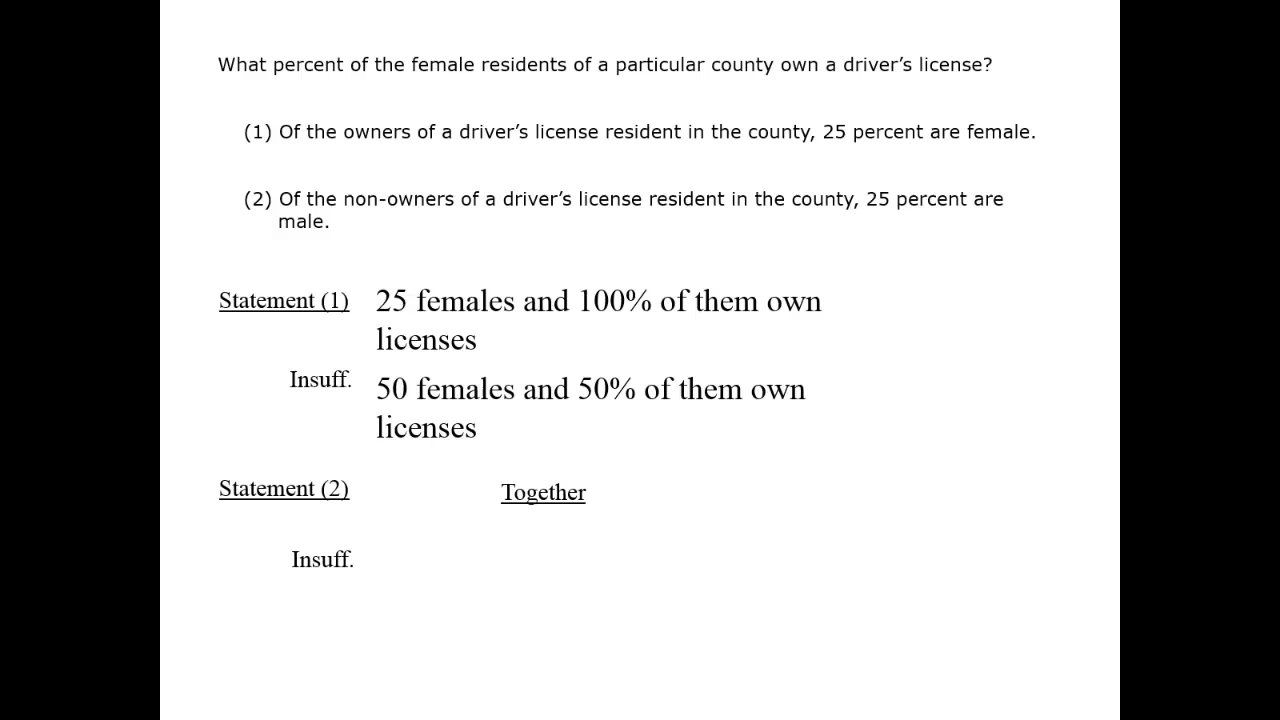 What percent of the female residents of a particular county own a driver’s license?
(1) Of the owners of a driver’s license resident in the county, 25 percent are female.
(2) Of the non-owners of a driver’s license resident in the county, 25 percent are
male.
Statement (1)
25 females and 100% of them own
licenses
Insuff.
50 females and 50% of them own
licenses
Statement (2)
Together
Insuff.